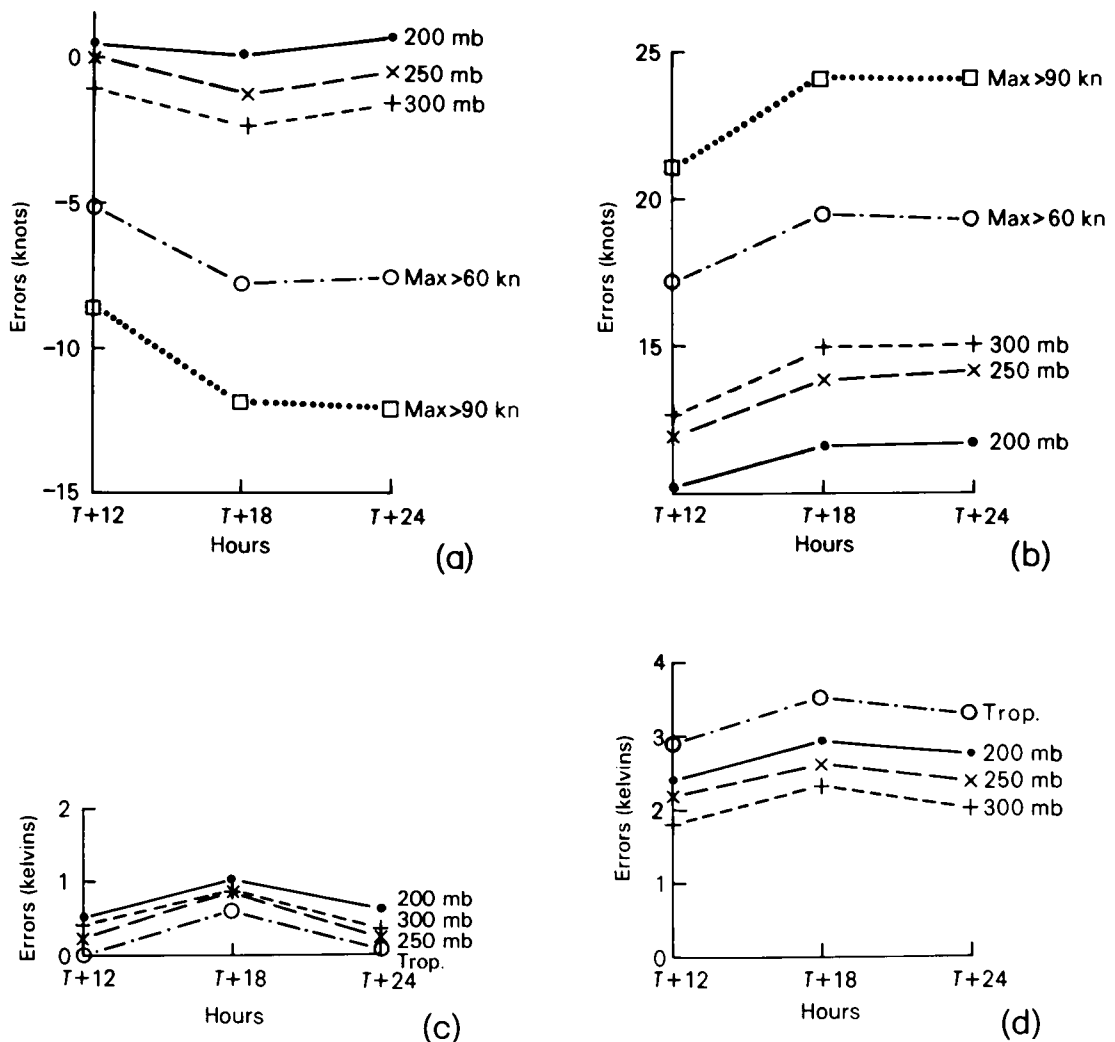 0
-5
-10
-15
Errors (knots)
200 mb
250 mb
300 mb
Max>60 kn
Max>90 kn
T+12
T+18
T+24
Hours
(a)
25
20
15
Errors (knots)
Max>90 kn
Max>60 kn
300 mb
250 mb
200 mb
T+12
T+18
T+24
Hours
(b)
2
1
0
Errors (kelvins)
200 mb
300 mb
250 mb
Trop.
T+12
T+18
T+24
Hours
(c)
4
3
2
0
Errors (kelvins)
Trop.
200 mb
250 mb
300 mb
T+12
T+18
T+24
Hours
(d)